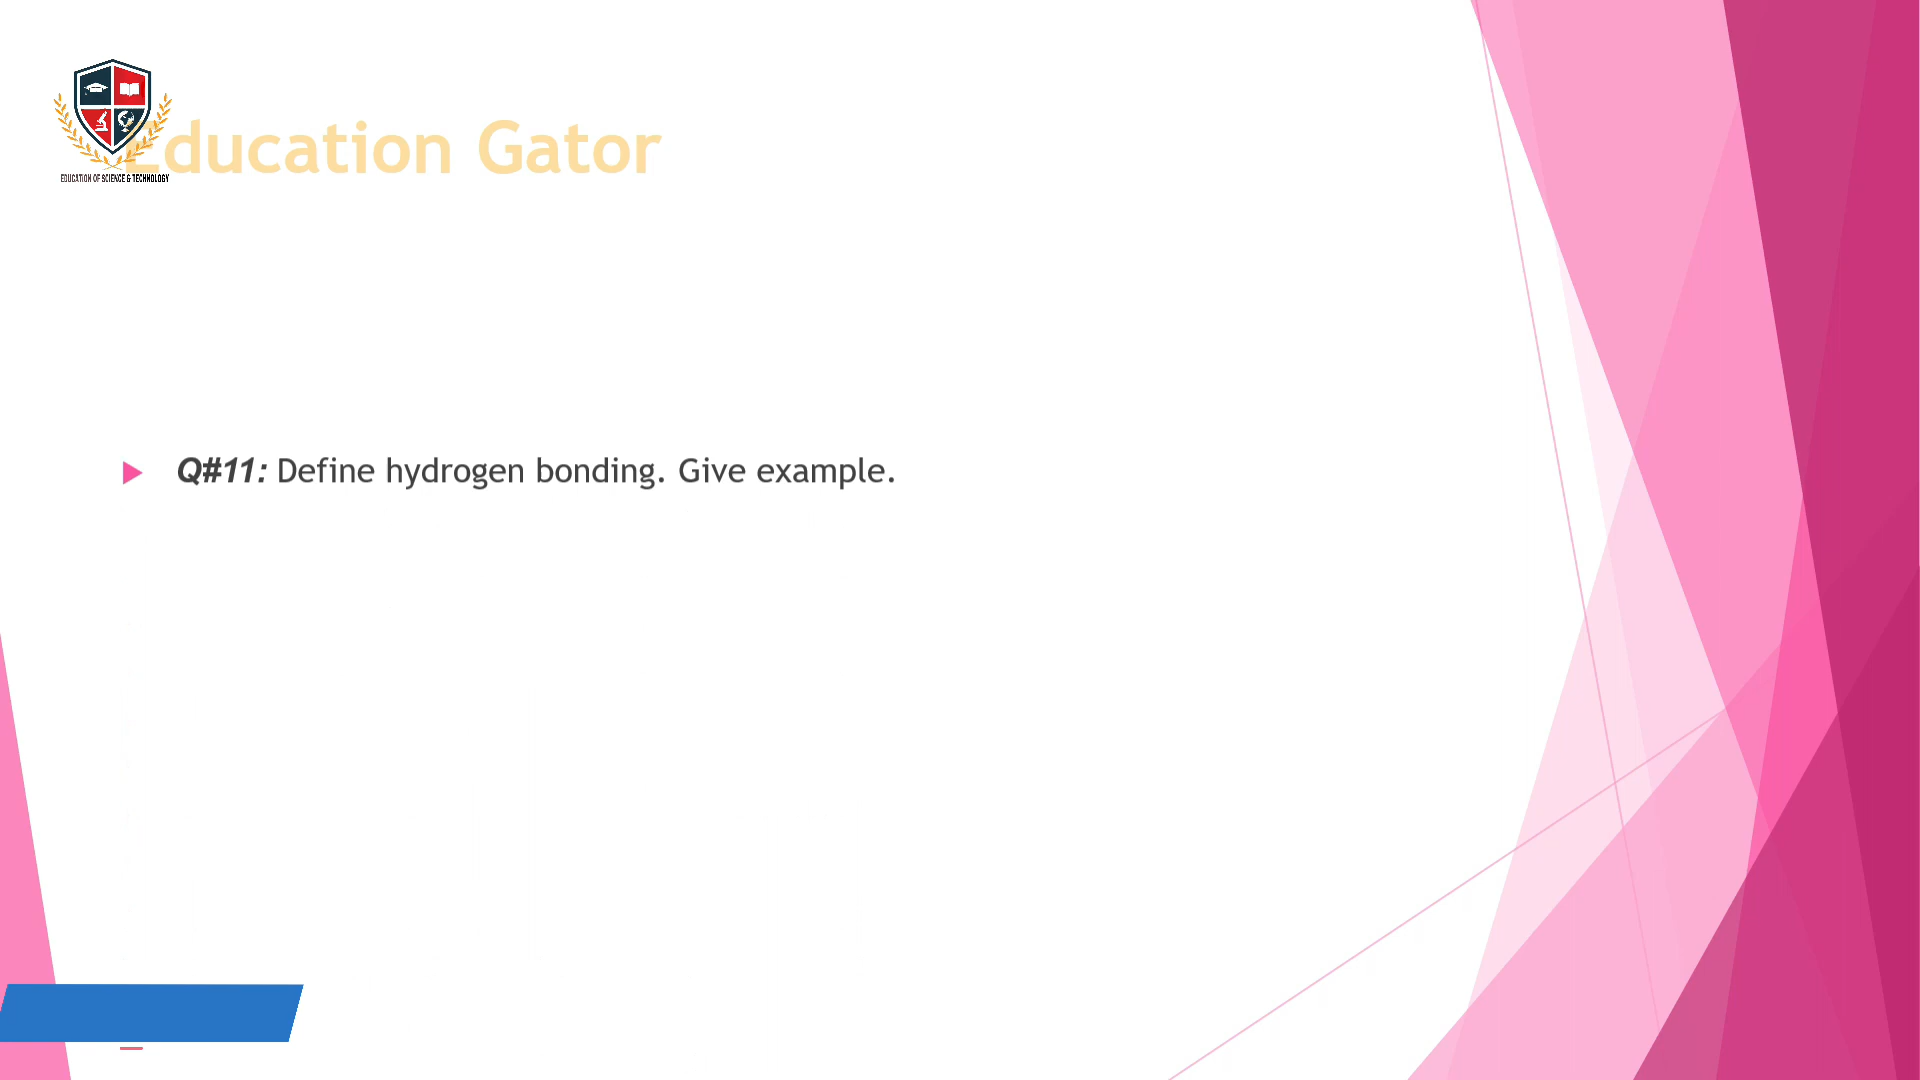 Education Gator
EDUCATION OF SCIENCE & TECHNOLOGY
Q#11: Define hydrogen bonding. Give example.